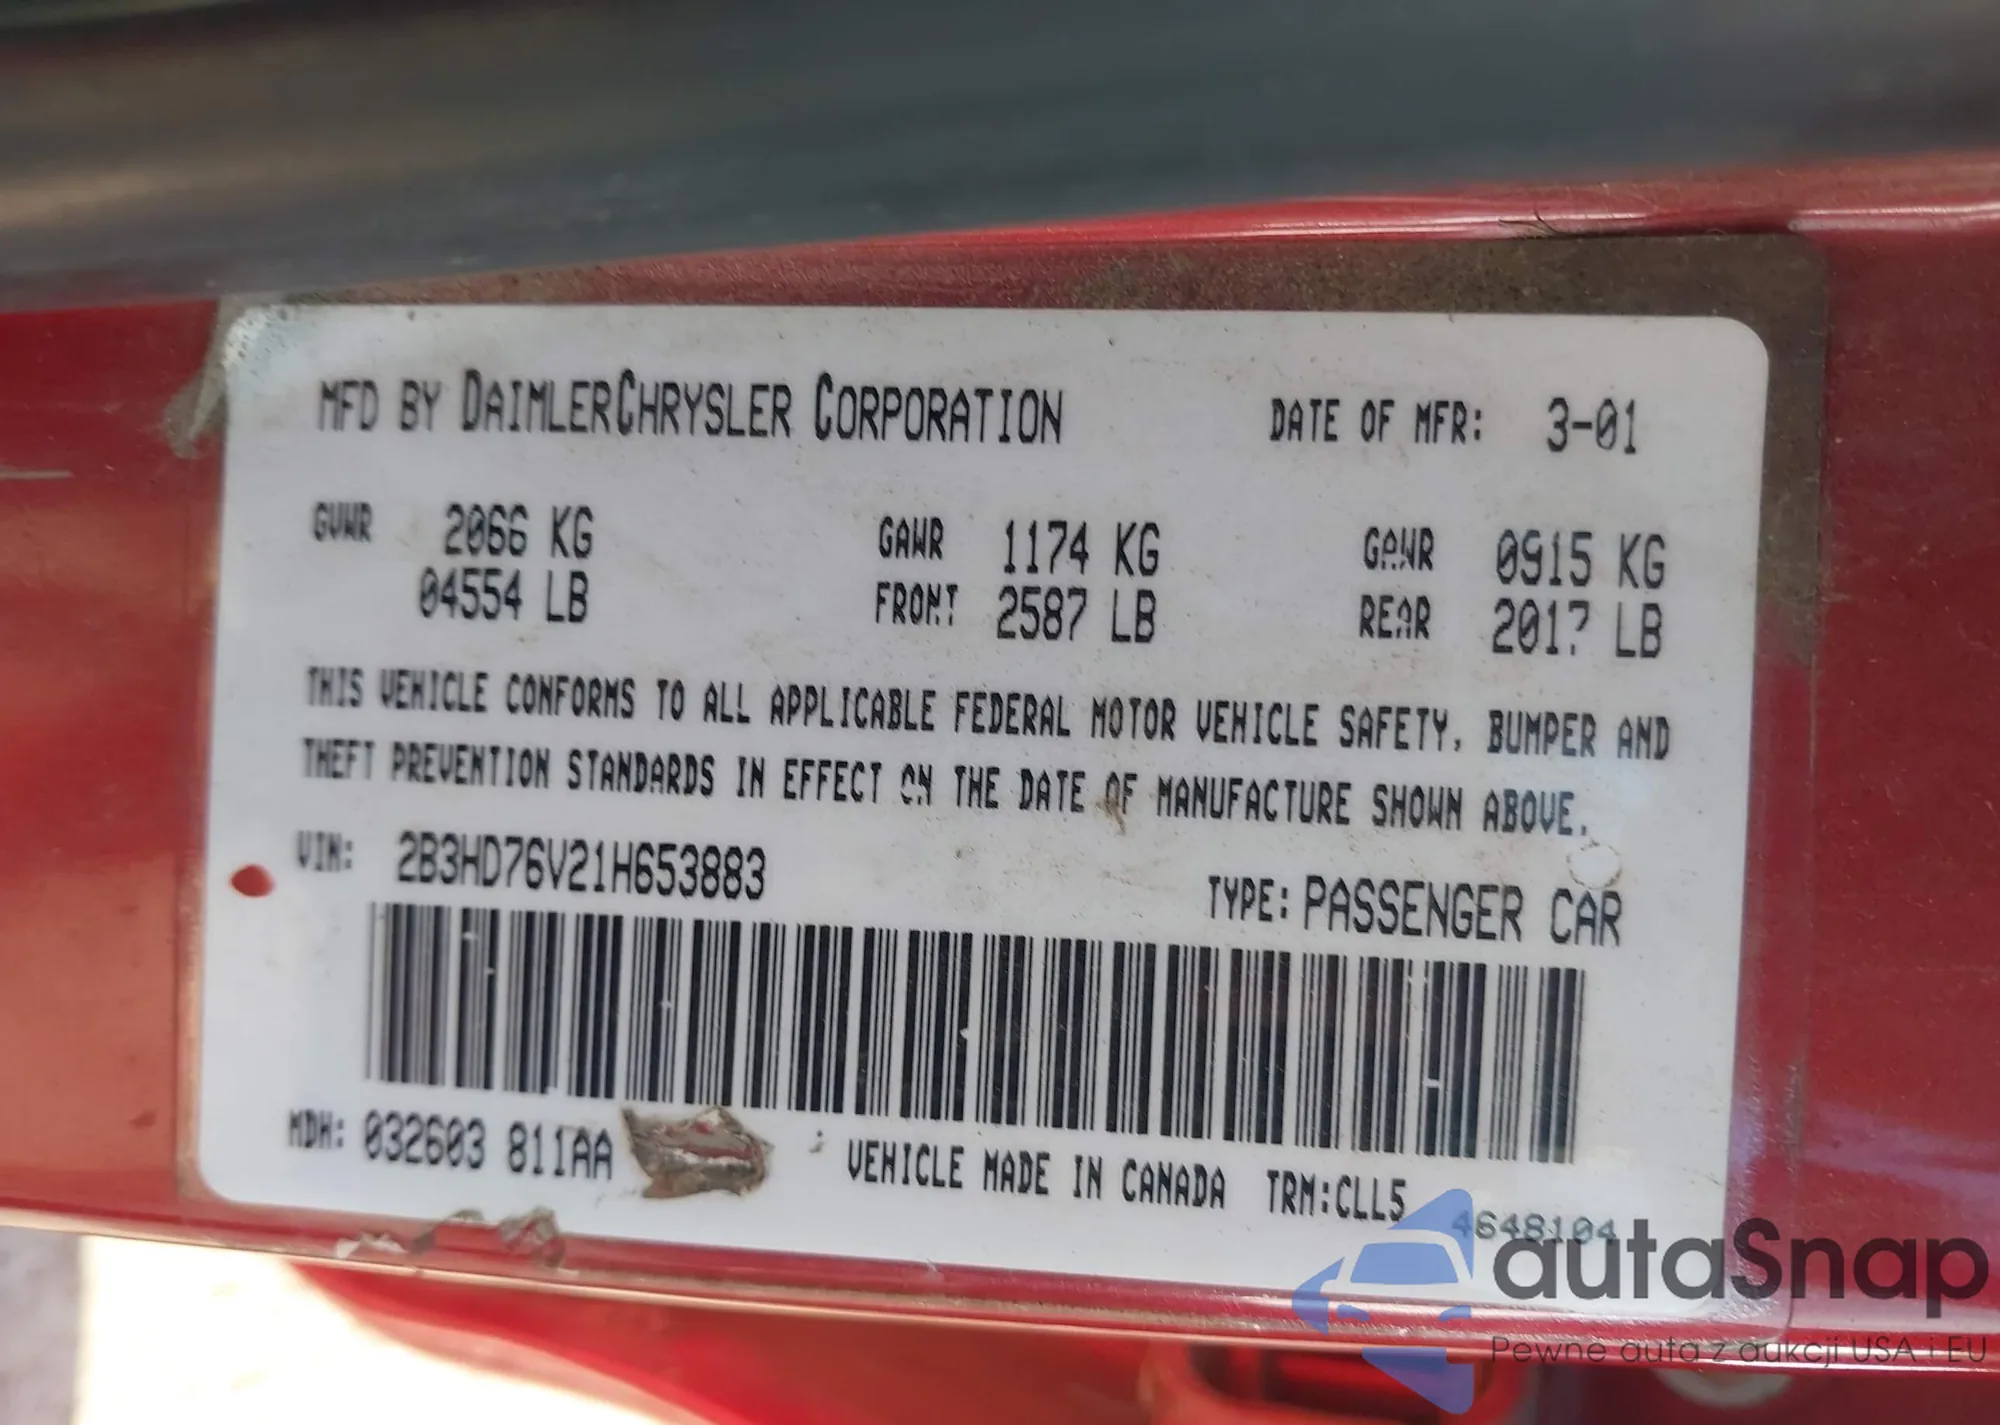 MFD BY DAIMLERCHRYSLER CORPORATION DATE OF MFR: 3-01
GVWR 2066 KG GAWR 1174 KG GAWR 0915 KG
04554 LB FRONT 2587 LB REAR 2017 LB
THIS VEHICLE CONFORMS TO ALL APPLICABLE FEDERAL MOTOR VEHICLE SAFETY, BUMPER AND
THEFT PREVENTION STANDARDS IN EFFECT ON THE DATE OF MANUFACTURE SHOWN ABOVE.
VIN: 2B3HD76V21H653883 TYPE: PASSENGER CAR
MDH: 032603 811AA VEHICLE MADE IN CANADA TRM:CLL5
4648104
autaSnap
Pewne auta z aukcji USA i EU